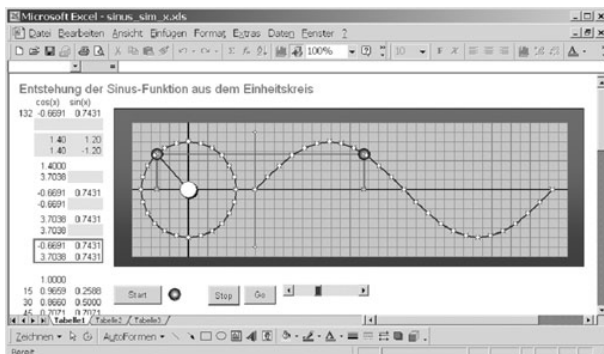 Microsoft Excel - sinus_sim_x.xls
Datei Bearbeiten Ansicht Einfügen Format Extras Daten Fenster ?
100% 10 F K
=
Entstehung der Sinus-Funktion aus dem Einheitskreis
cos(x) sin(x)
132 -0.6691 0.7431
1.40 1.20
1.40 -1.20
1.4000
3.7038
-0.6691 0.7431
-0.6691
3.7038 0.7431
3.7038
-0.6691 0.7431
3.7038 0.7431
1.0000
15 0.9659 0.2588
Start Stop Go
30 0.8660 0.5000
45 0.7071 0.7071
Tabelle1 / Tabelle2 / Tabelle3
Zeichnen AutoFormen
Bereit